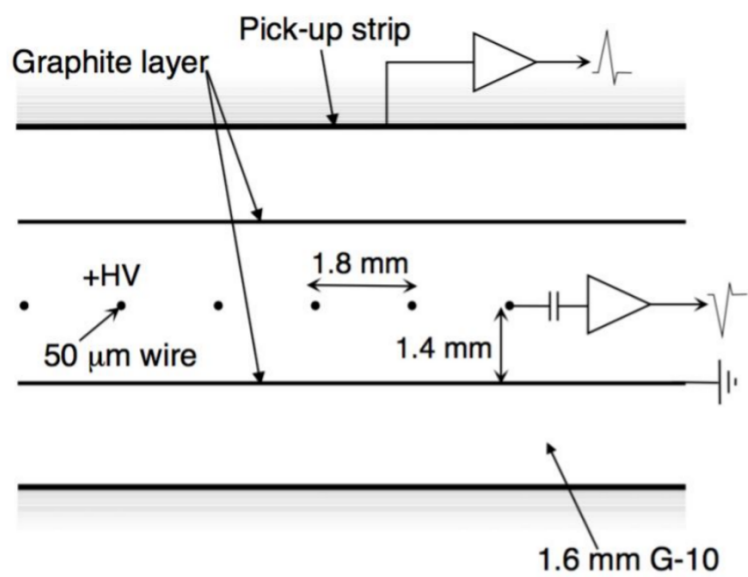 Pick-up strip
Graphite layer
+HV
1.8 mm
50 μm wire
1.4 mm
1.6 mm G-10